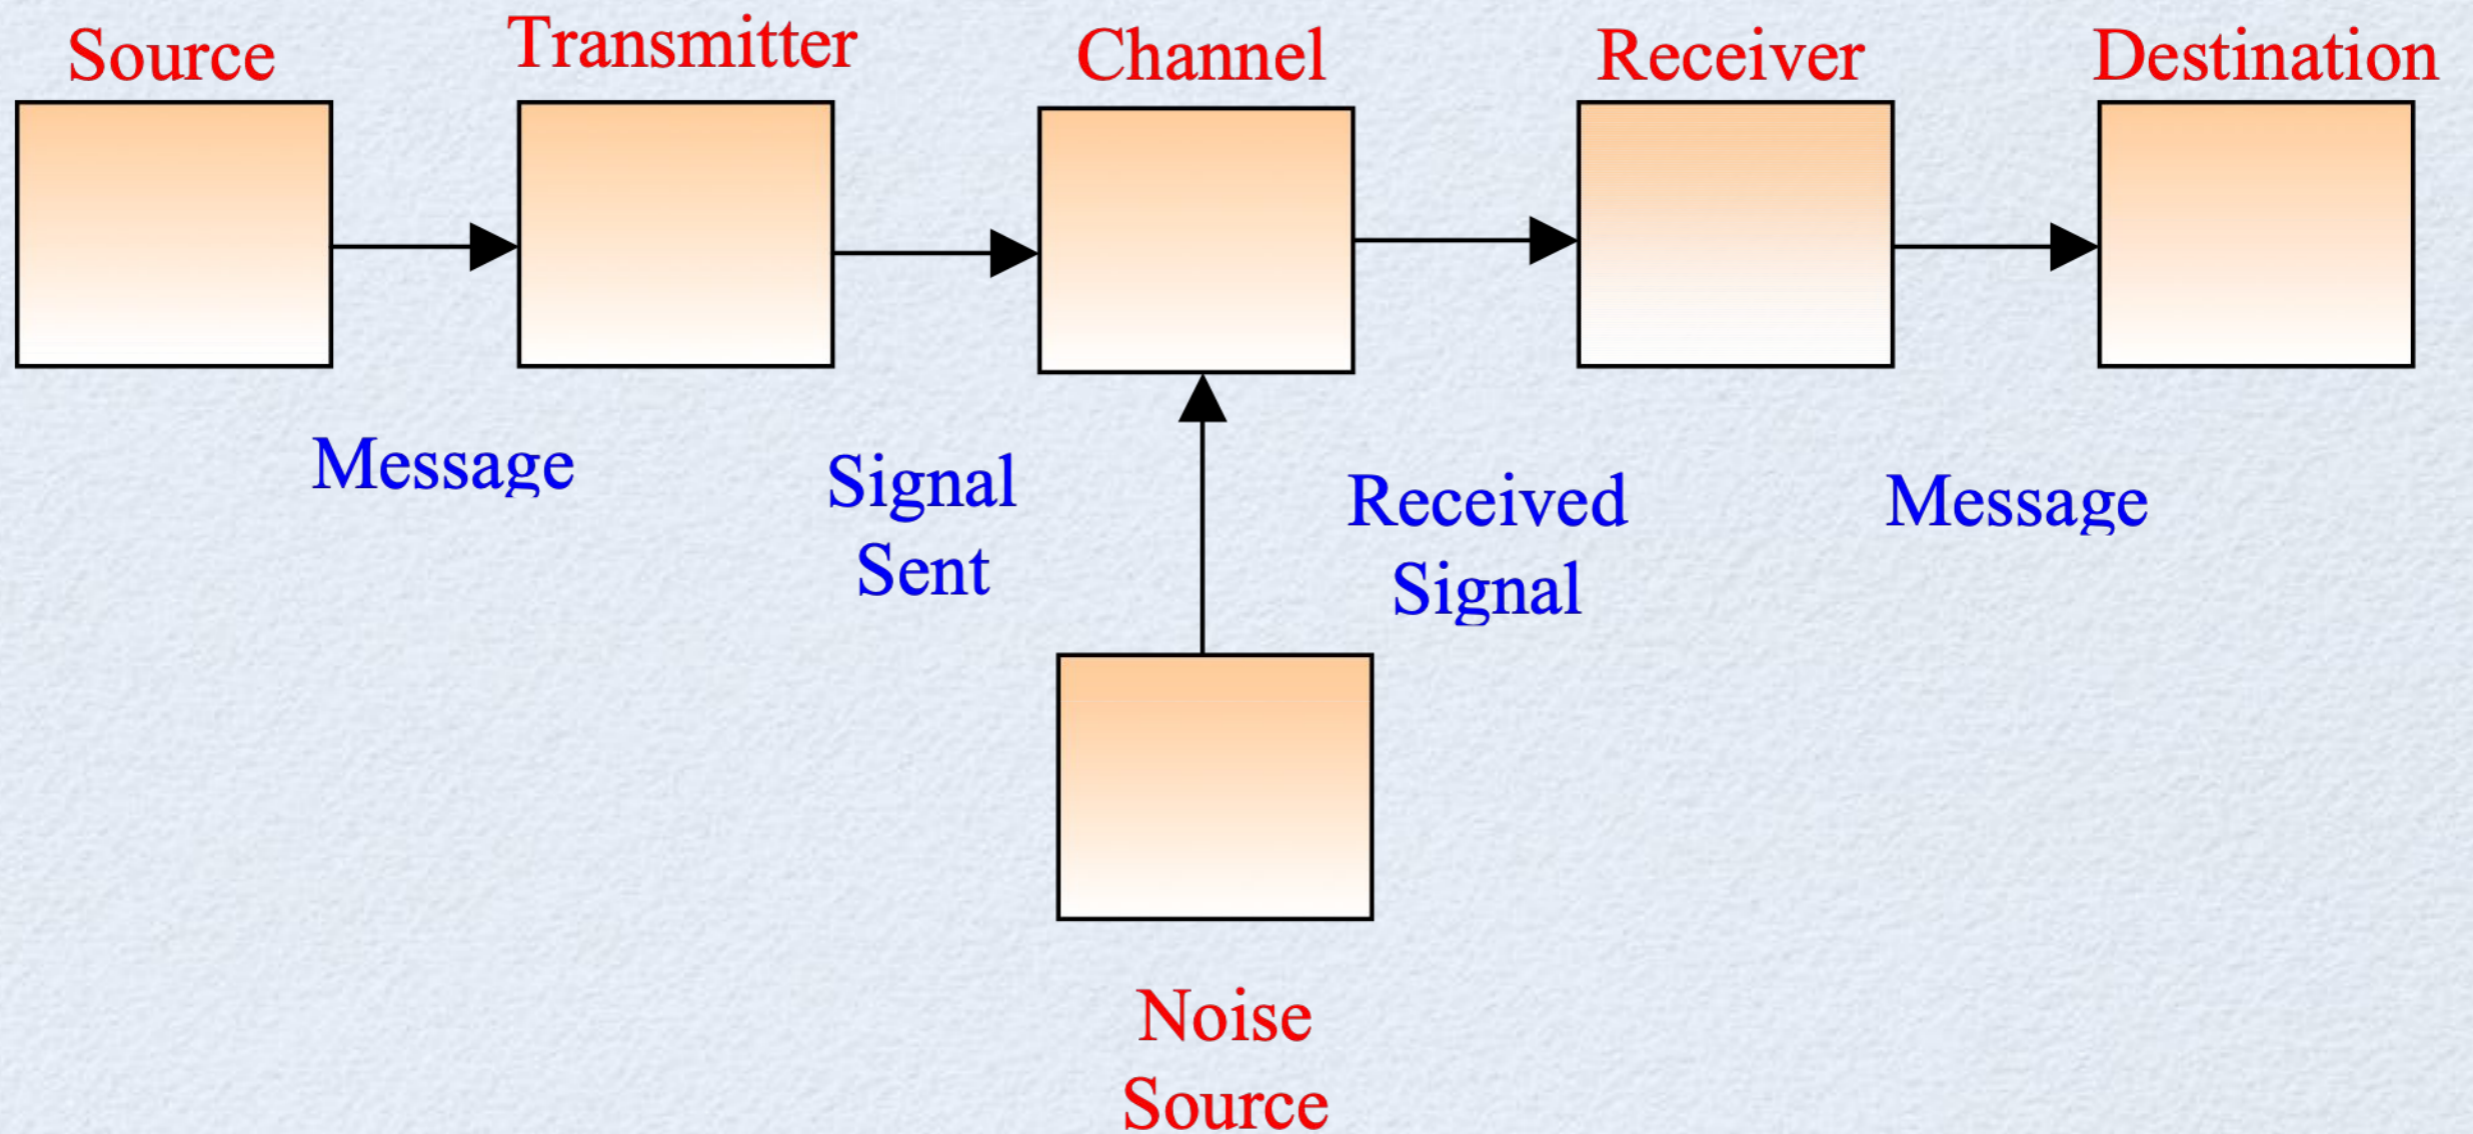 Source
Transmitter
Channel
Receiver
Destination
Message
Signal
Sent
Received
Signal
Message
Noise
Source